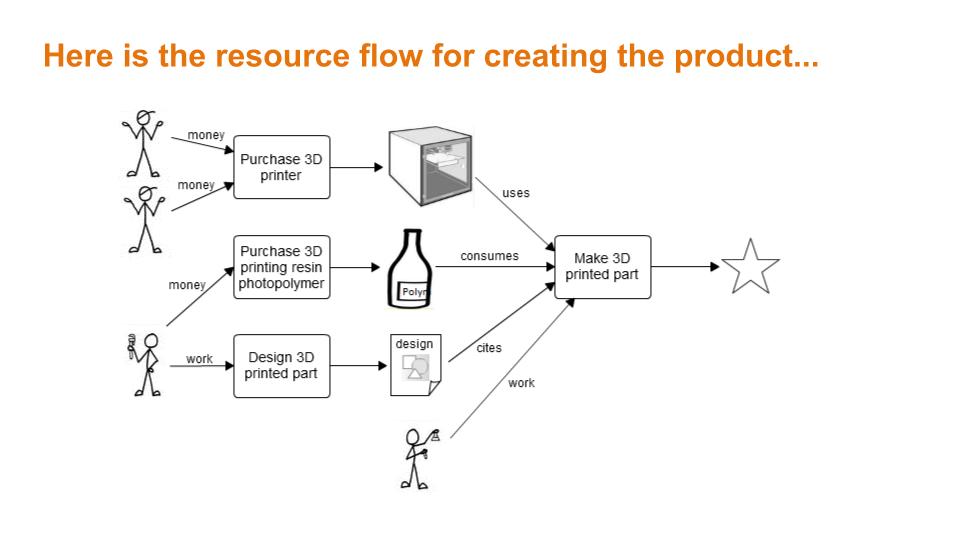 Here is the resource flow for creating the product...
money
Purchase 3D
printer
money
uses
Purchase 3D
printing resin
photopolymer
money
Polyr
consumes
Make 3D
printed part
design
cites
work
Design 3D
printed part
work